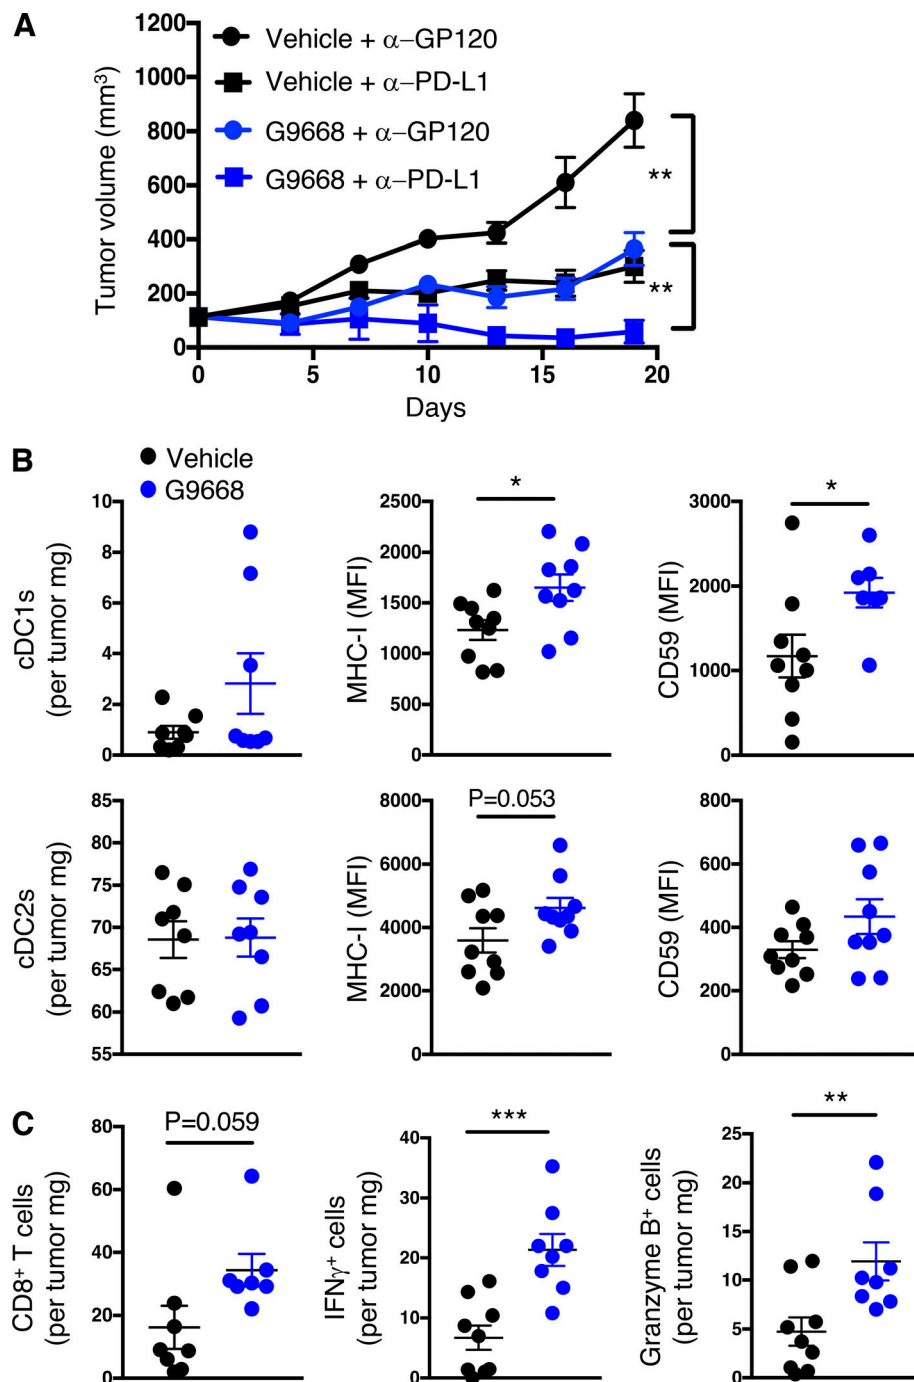 A
Tumor volume (mm³)
1200
1000
800
600
400
200
0
0 5 10 15 20
Days
Vehicle + α–GP120
Vehicle + α–PD-L1
G9668 + α–GP120
G9668 + α–PD-L1
**
**
B
Vehicle
G9668
cDC1s
(per tumor mg)
10
8
6
4
2
0
MHC-I (MFI)
2500
2000
1500
1000
500
0
*
CD59 (MFI)
3000
2000
1000
0
*
cDC2s
(per tumor mg)
85
80
75
70
65
60
55
MHC-I (MFI)
8000
6000
4000
2000
0
P=0.053
CD59 (MFI)
800
600
400
200
0
C
CD8⁺ T cells
(per tumor mg)
80
60
40
20
0
P=0.059
IFNγ⁺ cells
(per tumor mg)
40
30
20
10
0
***
Granzyme B⁺ cells
(per tumor mg)
25
20
15
10
5
0
**